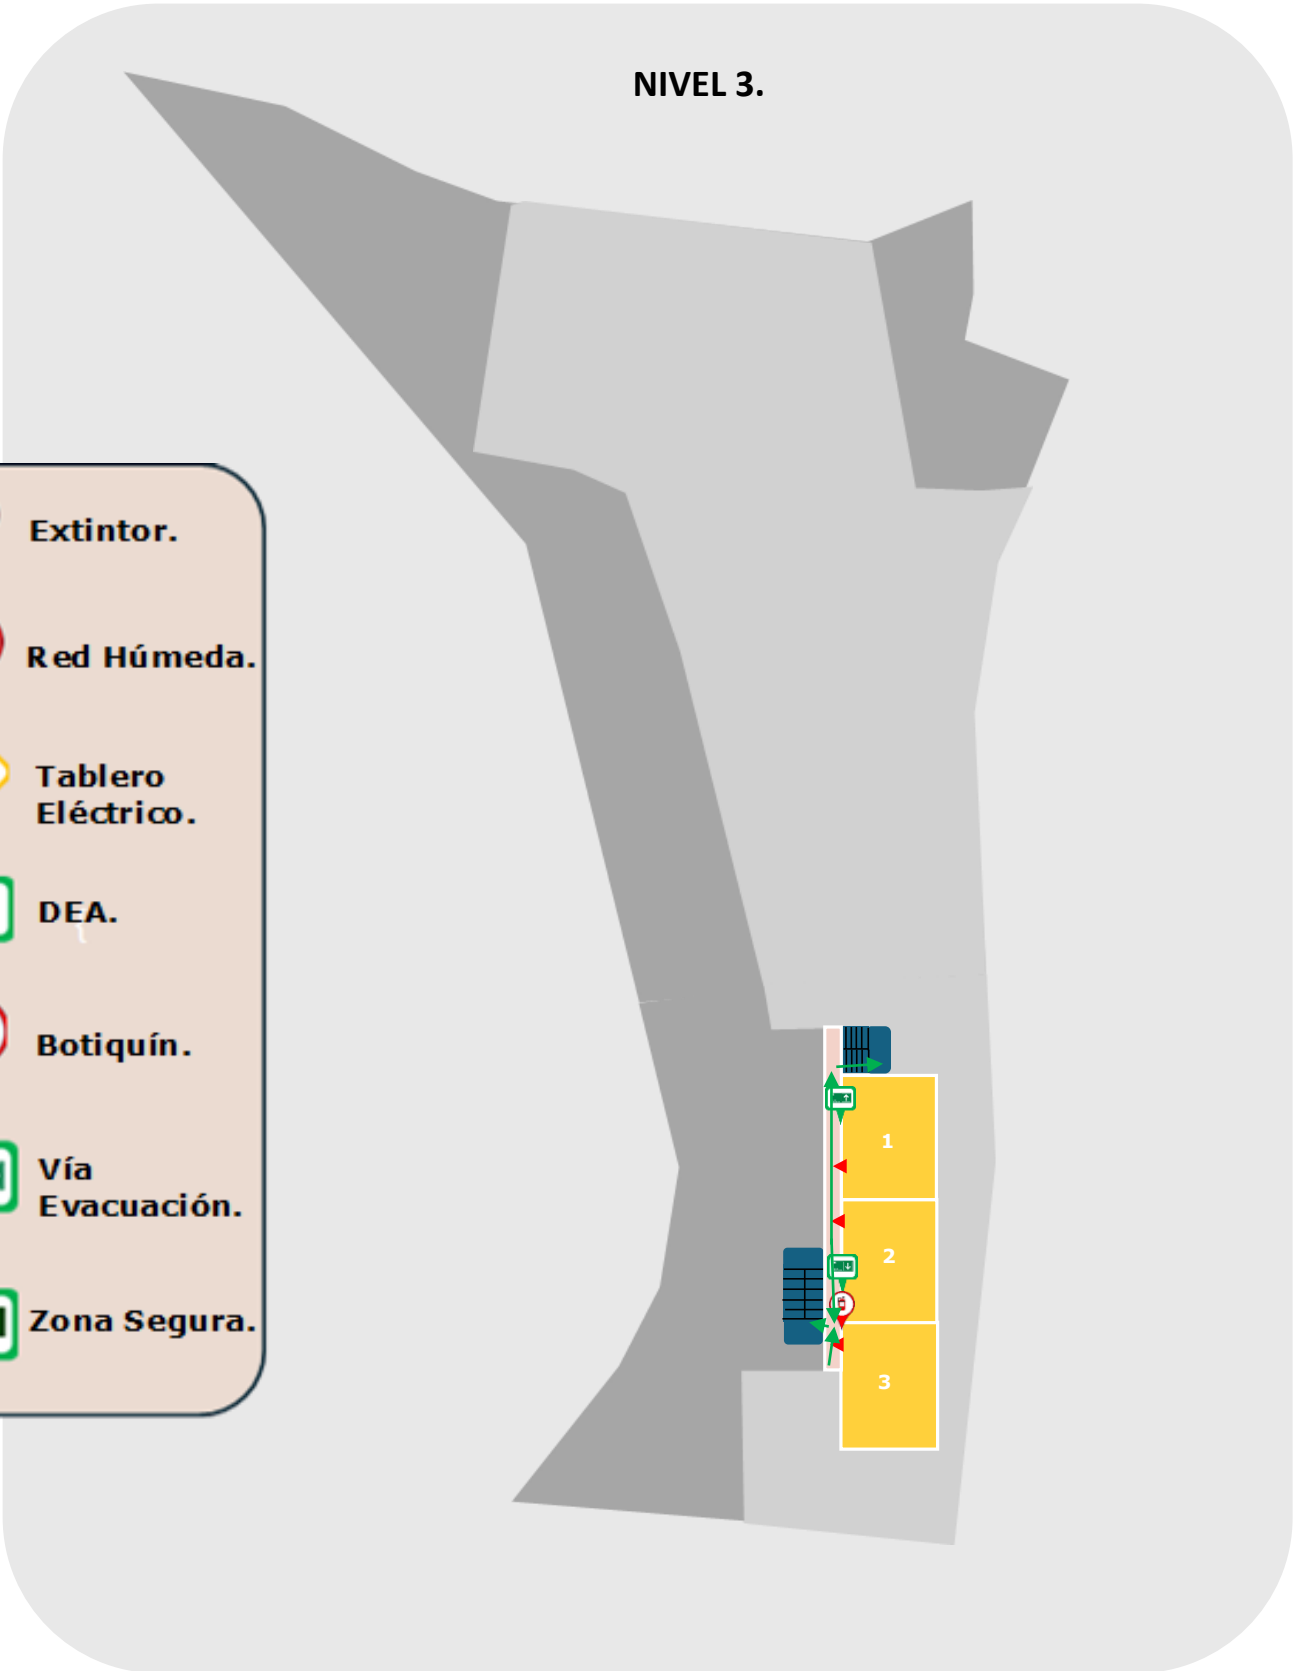 NIVEL 3.
Extintor.
Red Húmeda.
Tablero
Eléctrico.
DEA.
Botiquín.
Vía
Evacuación.
Zona Segura.
1
2
3